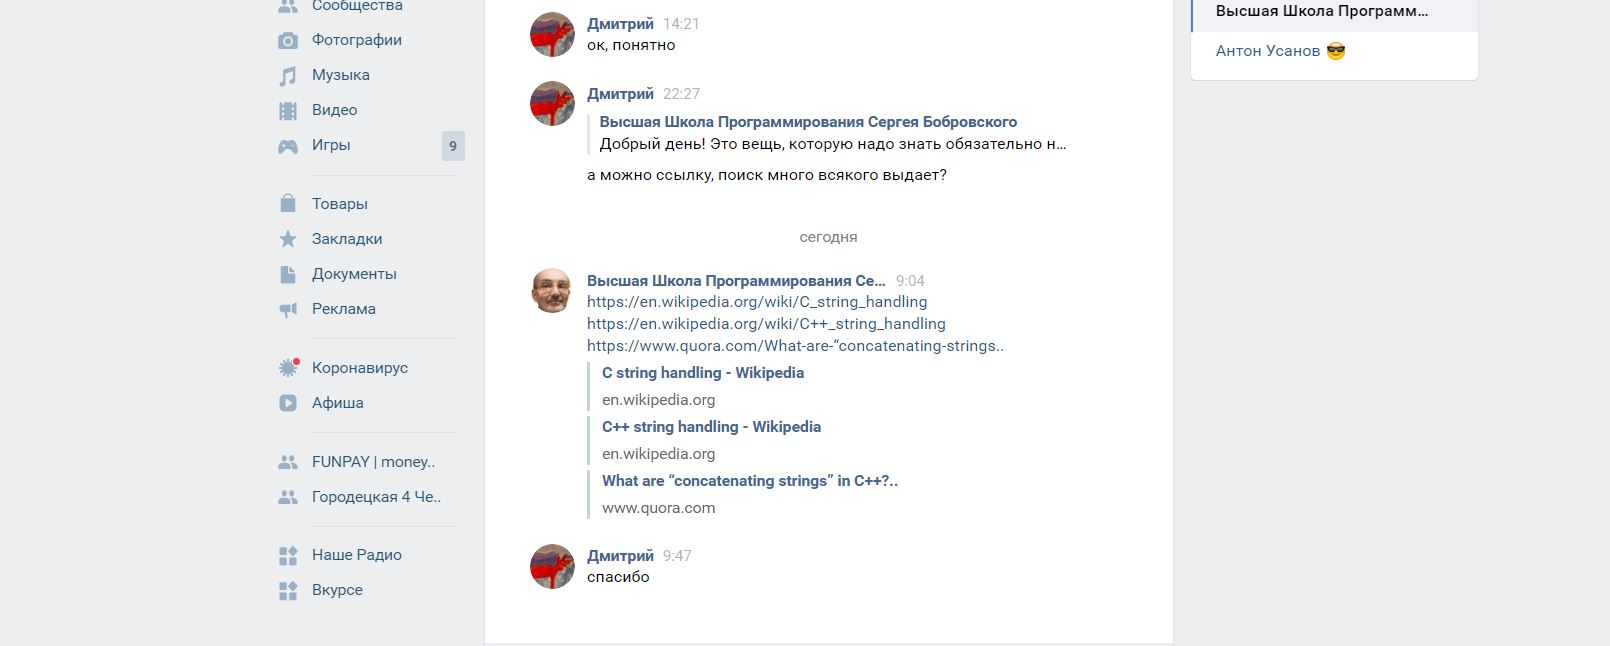 Сообщества
Фотографии
Музыка
Видео
Игры
9
Товары
Закладки
Документы
Реклама
Коронавирус
Афиша
FUNPAY | money..
Городецкая 4 Че..
Наше Радио
Вкурсе
Дмитрий 14:21
ок, понятно
Дмитрий 22:27
Высшая Школа Программирования Сергея Бобровского
Добрый день! Это вещь, которую надо знать обязательно н...
а можно ссылку, поиск много всякого выдает?
сегодня
Высшая Школа Программирования Се... 9:04
https://en.wikipedia.org/wiki/C_string_handling
https://en.wikipedia.org/wiki/C++_string_handling
https://www.quora.com/What-are-“concatenating-strings..
C string handling - Wikipedia
en.wikipedia.org
C++ string handling - Wikipedia
en.wikipedia.org
What are “concatenating strings” in C++?..
www.quora.com
Дмитрий 9:47
спасибо
Высшая Школа Программ...
Антон Усанов 😎